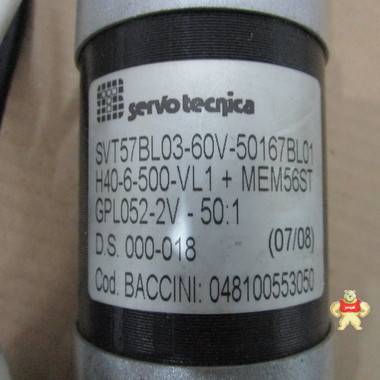 servotecnica
SVT57BL03-60V-50167BL01
H40-6-500-VL1 + MEM56ST
GPL052-2V - 50:1
D.S. 000-018 (07/08)
Cod. BACCINI: 048100553050